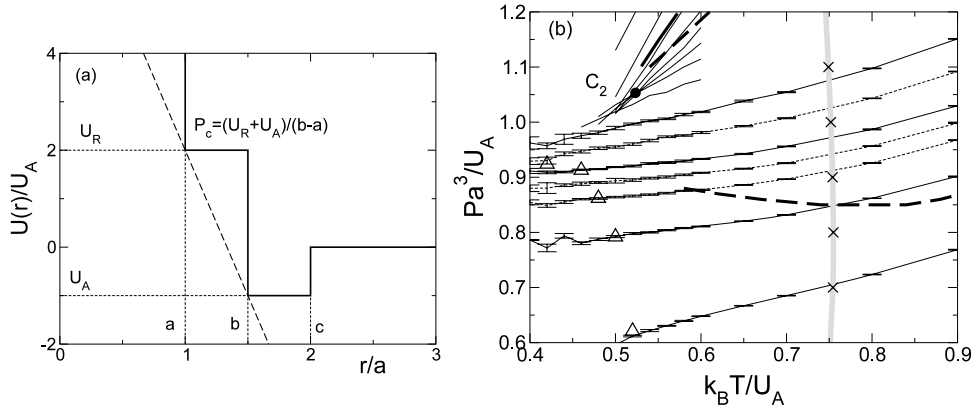 (a)
4
2
0
-2
U(r)/U_A
U_R
U_A
P_c=(U_R+U_A)/(b-a)
a
b
c
0
1
2
3
r/a
(b)
1.2
1.1
1.0
0.9
0.8
0.7
0.6
Pa^3/U_A
C_2
0.4
0.5
0.6
0.7
0.8
0.9
k_BT/U_A